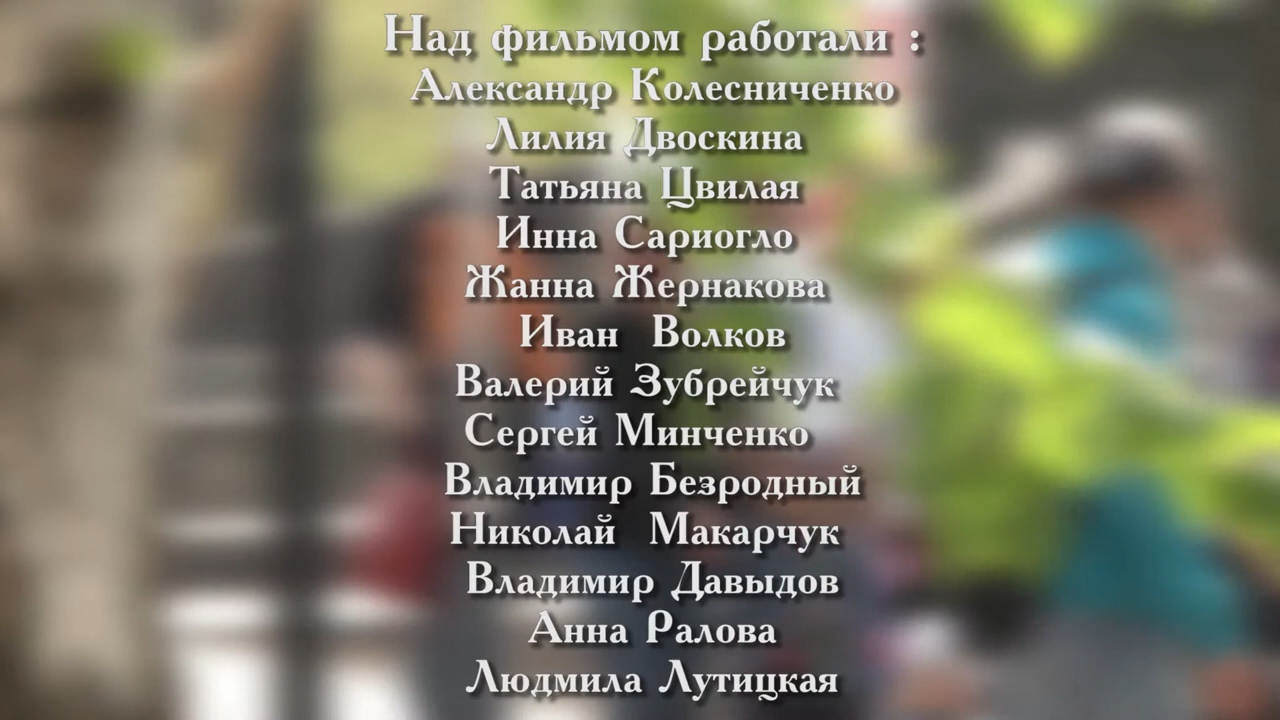 Над фильмом работали :
Александр Колесниченко
Лилия Двоскина
Татьяна Цвилая
Инна Сариогло
Жанна Жернакова
Иван Волков
Валерий Зубрейчук
Сергей Минченко
Владимир Безродный
Николай Макарчук
Владимир Давыдов
Анна Ралова
Людмила Лутицкая